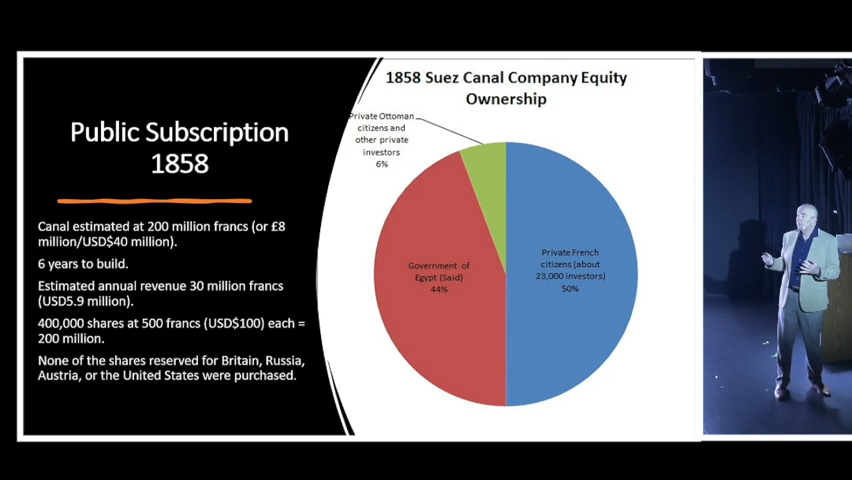 Public Subscription
1858
Canal estimated at 200 million francs (or £8
million/USD$40 million).
6 years to build.
Estimated annual revenue 30 million francs
(USD5.9 million).
400,000 shares at 500 francs (USD$100) each =
200 million.
None of the shares reserved for Britain, Russia,
Austria, or the United States were purchased.
1858 Suez Canal Company Equity
Ownership
Private Ottoman
citizens and
other private
investors
6%
Government of
Egypt (Said)
44%
Private French
citizens (about
23,000 investors)
50%